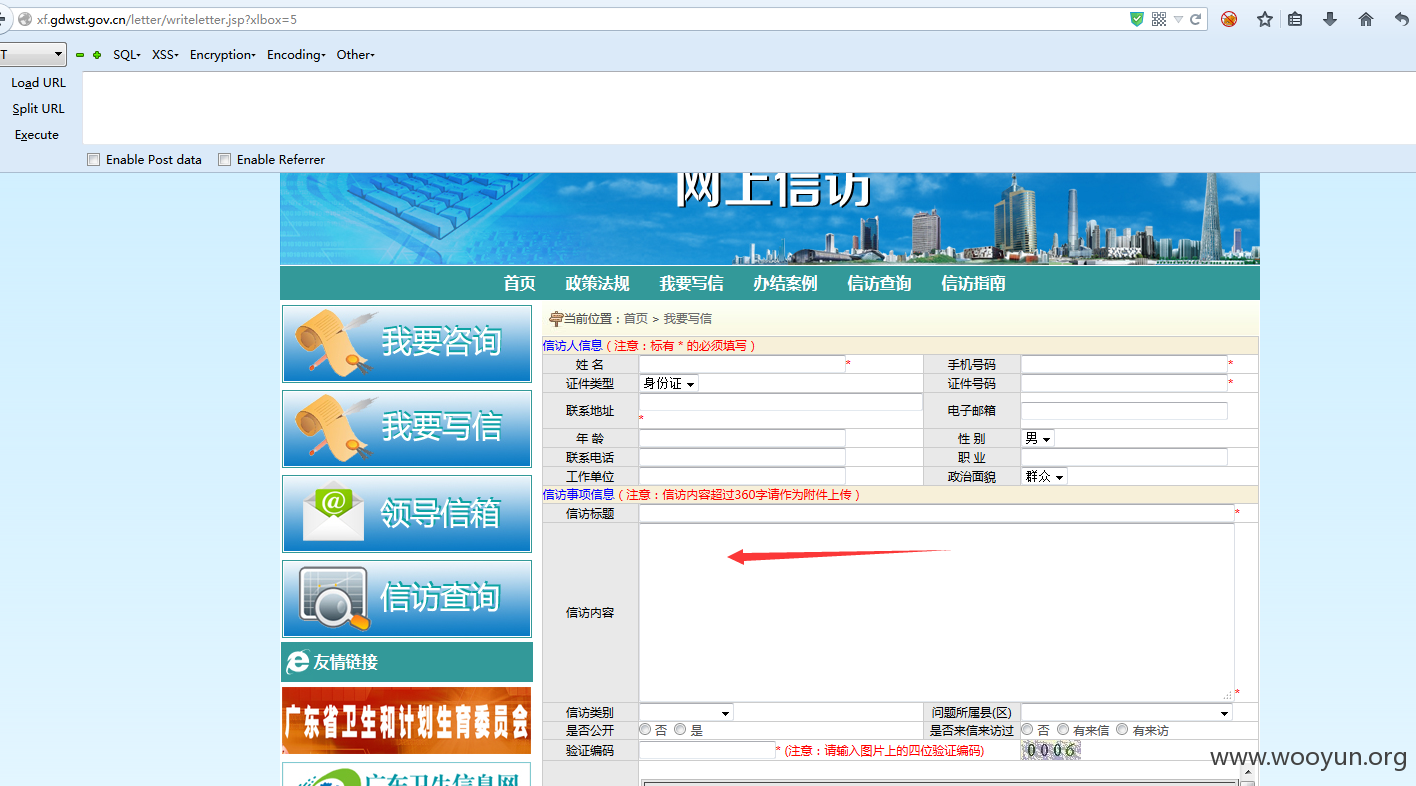 xf.gdwst.gov.cn/letter/writeletter.jsp?xlbox=5
T
SQL
XSS
Encryption
Encoding
Other
Load URL
Split URL
Execute
Enable Post data
Enable Referrer
网上信访
首页 政策法规 我要写信 办结案例 信访查询 信访指南
我要咨询
我要写信
领导信箱
信访查询
友情链接
广东省卫生和计划生育委员会
广东卫生信息网
当前位置：首页 > 我要写信
信访人信息（注意：标有 * 的必须填写）
姓 名 * 手机号码 *
证件类型 身份证 证件号码 *
联系地址 * 电子邮箱
年 龄 性 别 男
联系电话 职 业
工作单位 政治面貌 群众
信访事项信息（注意：信访内容超过360字请作为附件上传）
信访标题 *
信访内容 *
信访类别 问题所属县(区)
是否公开 否 是 是否来信来访过 否 有来信 有来访
验证编码 * (注意：请输入图片上的四位验证编码) 0006
www.wooyun.org